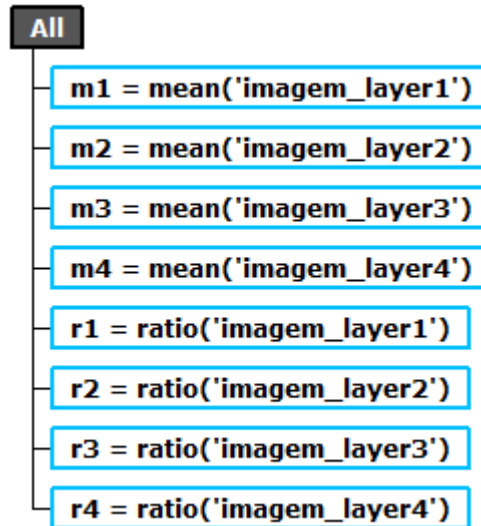 All
m1 = mean('imagem_layer1')
m2 = mean('imagem_layer2')
m3 = mean('imagem_layer3')
m4 = mean('imagem_layer4')
r1 = ratio('imagem_layer1')
r2 = ratio('imagem_layer2')
r3 = ratio('imagem_layer3')
r4 = ratio('imagem_layer4')